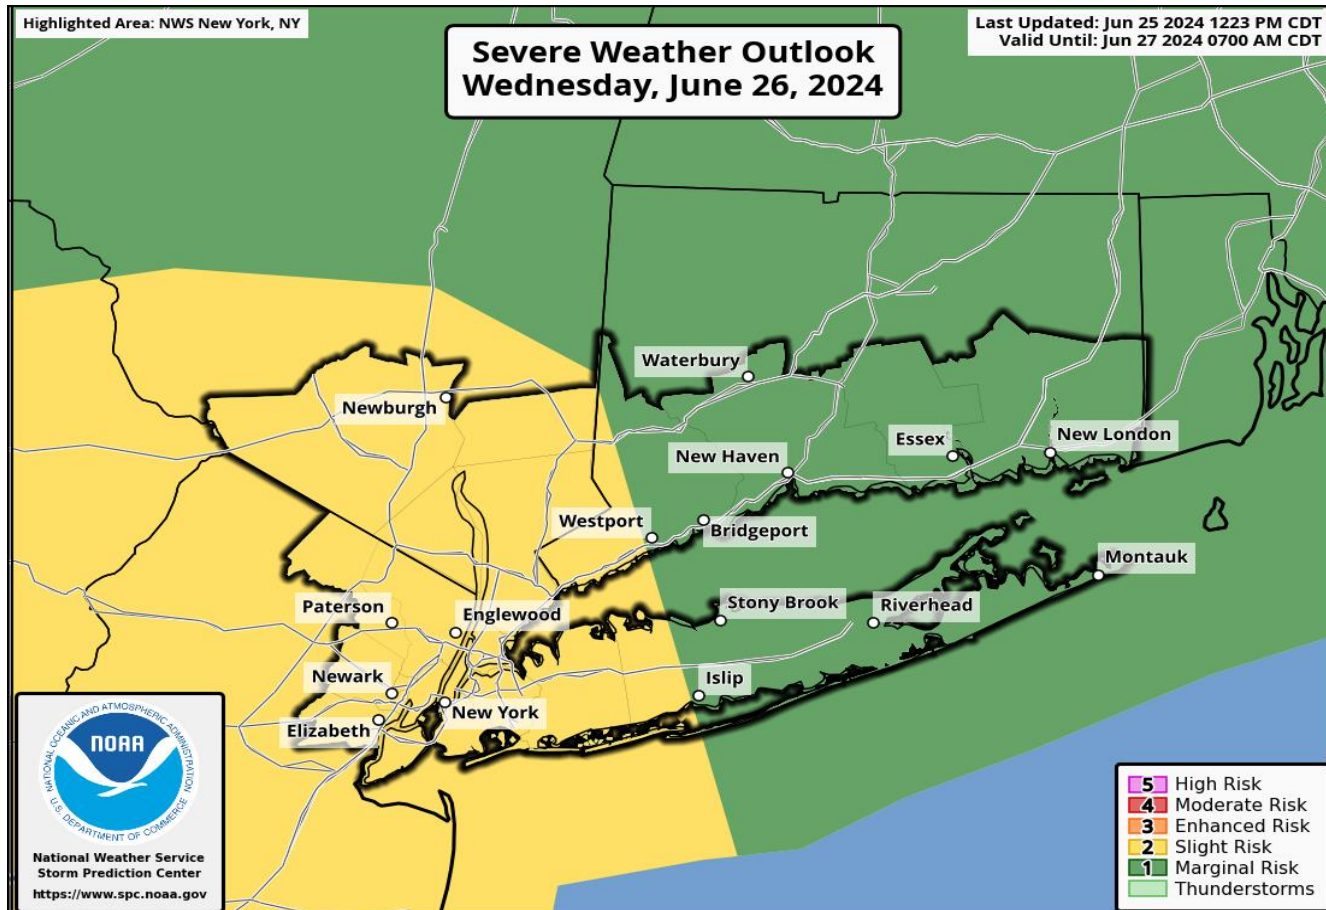 Highlighted Area: NWS New York, NY
Last Updated: Jun 25 2024 1223 PM CDT
Valid Until: Jun 27 2024 0700 AM CDT
Severe Weather Outlook
Wednesday, June 26, 2024
Waterbury
Newburgh
Essex
New London
New Haven
Westport
Bridgeport
Montauk
Paterson
Englewood
Stony Brook
Riverhead
Newark
Islip
New York
Elizabeth
NATIONAL OCEANIC AND ATMOSPHERIC ADMINISTRATION
NOAA
U.S. DEPARTMENT OF COMMERCE
National Weather Service
Storm Prediction Center
https://www.spc.noaa.gov
5 High Risk
4 Moderate Risk
3 Enhanced Risk
2 Slight Risk
1 Marginal Risk
Thunderstorms